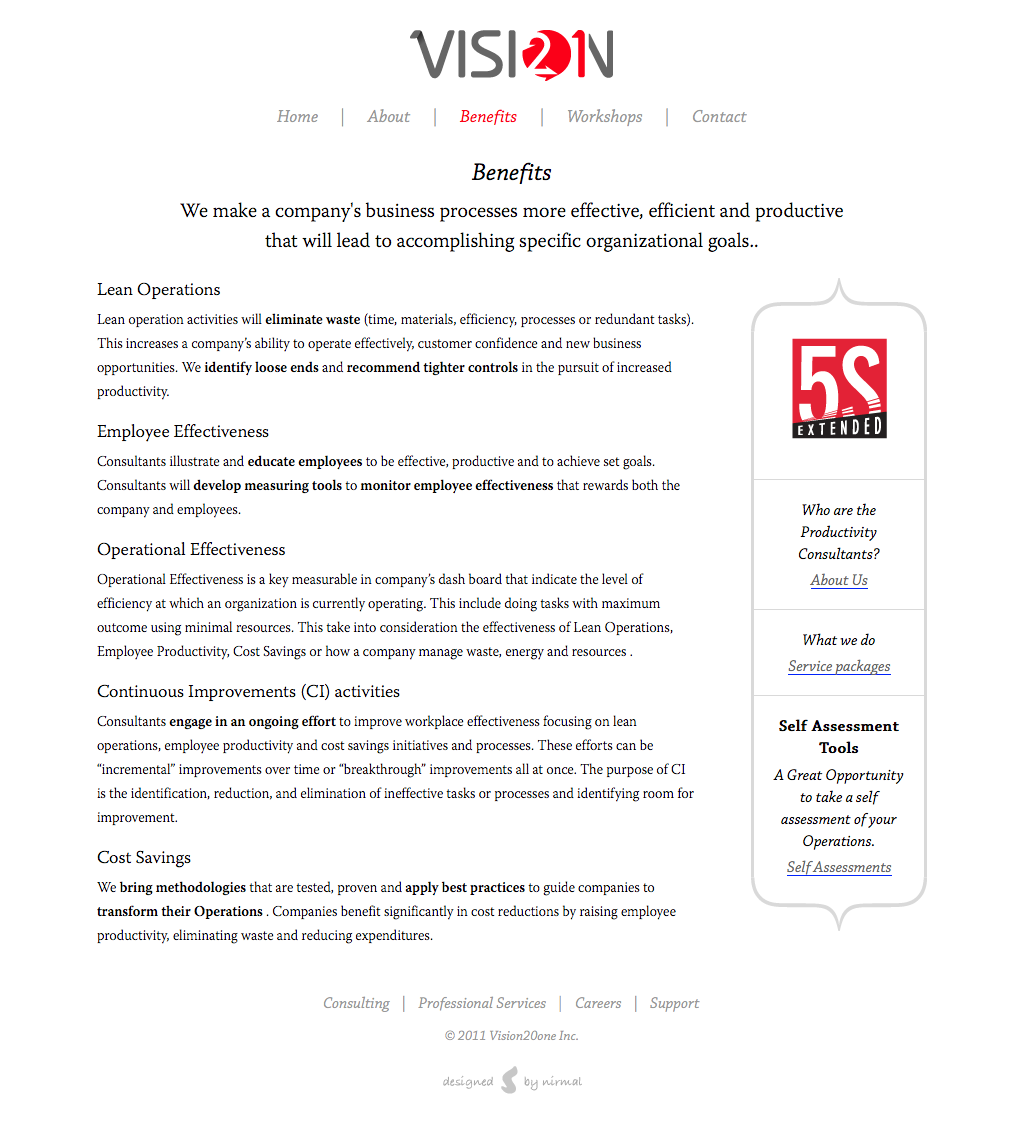 VISI21N
Home | About | Benefits | Workshops | Contact
Benefits
We make a company's business processes more effective, efficient and productive
that will lead to accomplishing specific organizational goals..
Lean Operations
Lean operation activities will eliminate waste (time, materials, efficiency, processes or redundant tasks).
This increases a company’s ability to operate effectively, customer confidence and new business
opportunities. We identify loose ends and recommend tighter controls in the pursuit of increased
productivity.
Employee Effectiveness
Consultants illustrate and educate employees to be effective, productive and to achieve set goals.
Consultants will develop measuring tools to monitor employee effectiveness that rewards both the
company and employees.
Operational Effectiveness
Operational Effectiveness is a key measurable in company’s dash board that indicate the level of
efficiency at which an organization is currently operating. This include doing tasks with maximum
outcome using minimal resources. This take into consideration the effectiveness of Lean Operations,
Employee Productivity, Cost Savings or how a company manage waste, energy and resources .
Continuous Improvements (CI) activities
Consultants engage in an ongoing effort to improve workplace effectiveness focusing on lean
operations, employee productivity and cost savings initiatives and processes. These efforts can be
“incremental” improvements over time or “breakthrough” improvements all at once. The purpose of CI
is the identification, reduction, and elimination of ineffective tasks or processes and identifying room for
improvement.
Cost Savings
We bring methodologies that are tested, proven and apply best practices to guide companies to
transform their Operations . Companies benefit significantly in cost reductions by raising employee
productivity, eliminating waste and reducing expenditures.
5S
EXTENDED
Who are the
Productivity
Consultants?
About Us
What we do
Service packages
Self Assessment
Tools
A Great Opportunity
to take a self
assessment of your
Operations.
Self Assessments
Consulting | Professional Services | Careers | Support
© 2011 Vision20one Inc.
designed by nirmal